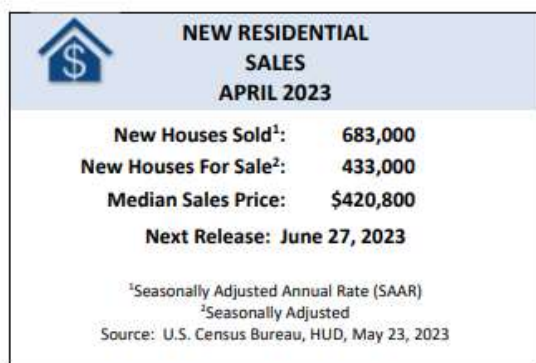 $
NEW RESIDENTIAL
SALES
APRIL 2023
New Houses Sold¹: 683,000
New Houses For Sale²: 433,000
Median Sales Price: $420,800
Next Release: June 27, 2023
¹Seasonally Adjusted Annual Rate (SAAR)
²Seasonally Adjusted
Source: U.S. Census Bureau, HUD, May 23, 2023